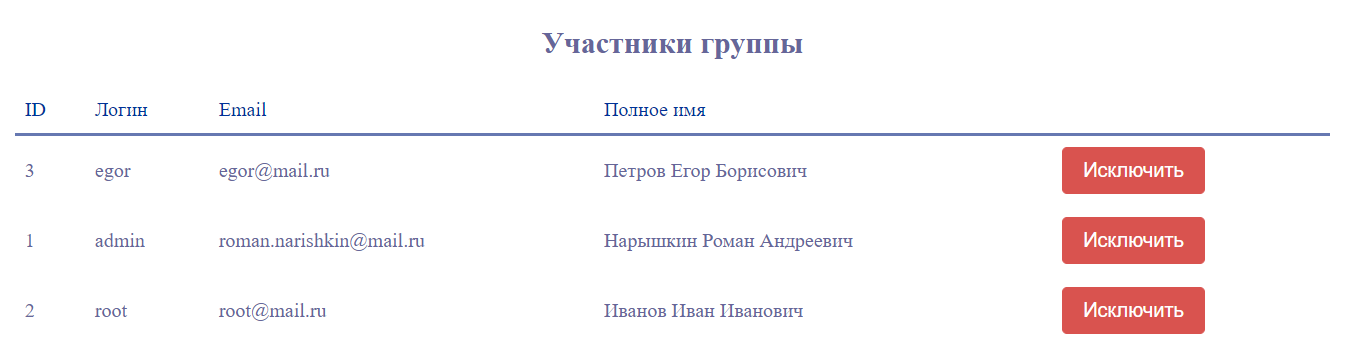 Участники группы
ID Логин Email Полное имя
3 egor egor@mail.ru Петров Егор Борисович Исключить
1 admin roman.narishkin@mail.ru Нарышкин Роман Андреевич Исключить
2 root root@mail.ru Иванов Иван Иванович Исключить